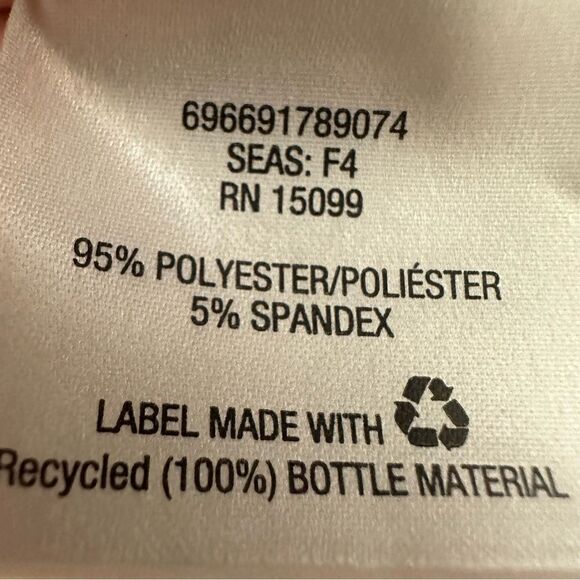 696691789074
SEAS: F4
RN 15099
95% POLYESTER/POLIÉSTER
5% SPANDEX
LABEL MADE WITH
Recycled (100%) BOTTLE MATERIAL